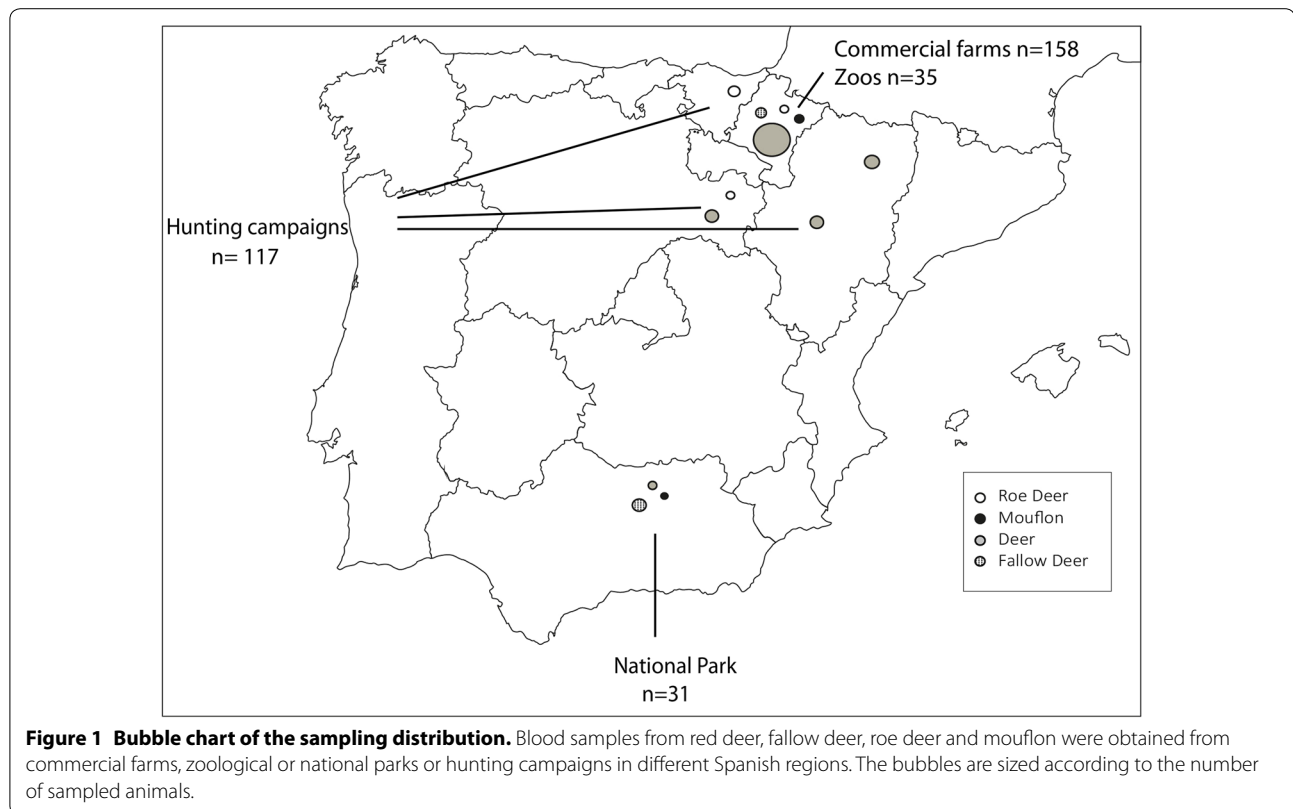 Commercial farms n=158
Zoos n=35
Hunting campaigns
n= 117
Roe Deer
Mouflon
Deer
Fallow Deer
National Park
n=31
Figure 1 Bubble chart of the sampling distribution. Blood samples from red deer, fallow deer, roe deer and mouflon were obtained from
commercial farms, zoological or national parks or hunting campaigns in different Spanish regions. The bubbles are sized according to the number
of sampled animals.